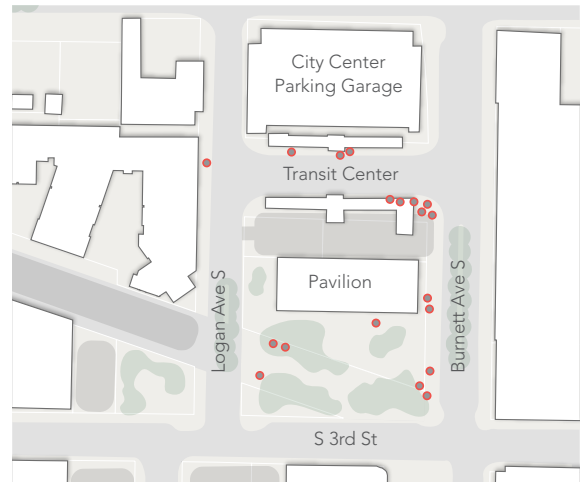 City Center
Parking Garage
Transit Center
Pavilion
Logan Ave S
Burnett Ave S
S 3rd St